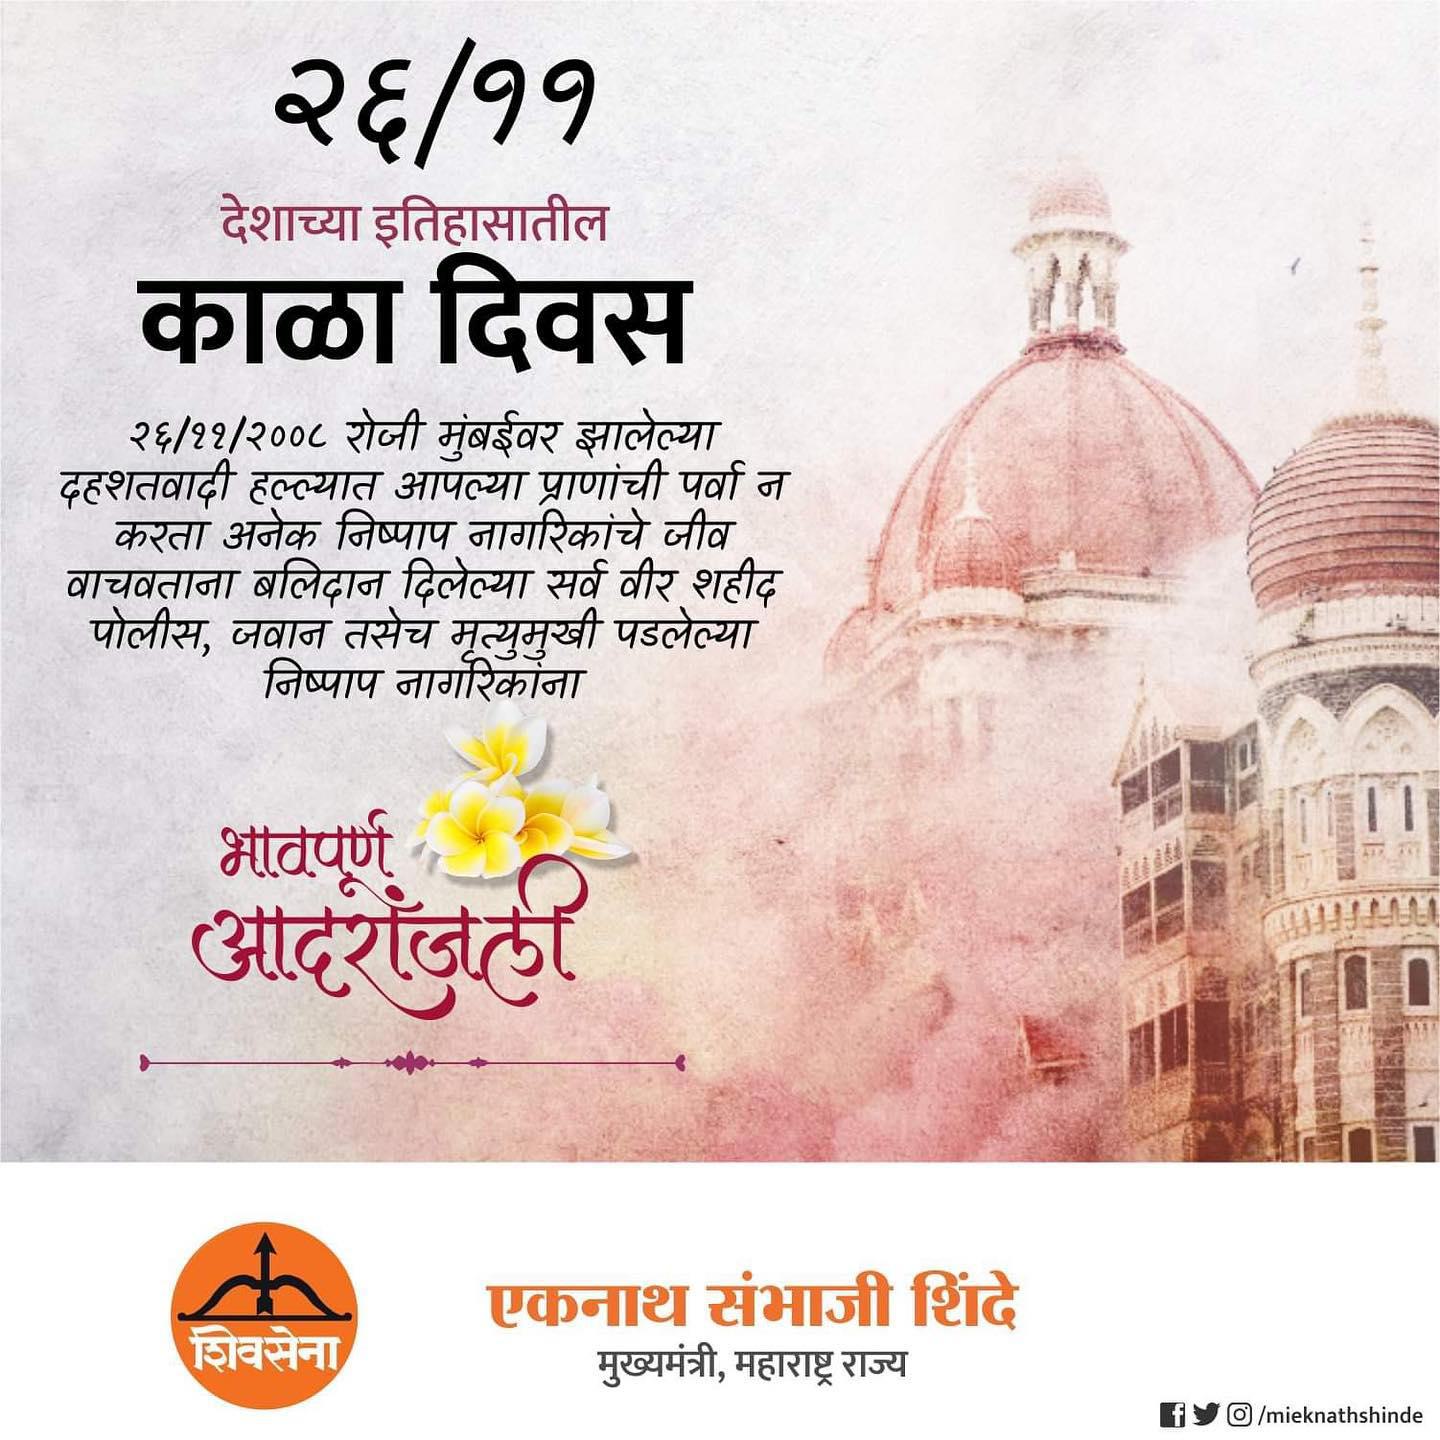 २६/११
देशाच्या इतिहासातील
काळा दिवस
२६/११/२००८ रोजी मुंबईवर झालेल्या
दहशतवादी हल्ल्यात आपल्या प्राणांची पर्वा न
करता अनेक निष्पाप नागरिकांचे जीव
वाचवताना बलिदान दिलेल्या सर्व वीर शहीद
पोलीस, जवान तसेच मृत्युमुखी पडलेल्या
निष्पाप नागरिकांना
भावपूर्ण
आदरांजली
शिवसेना
एकनाथ संभाजी शिंदे
मुख्यमंत्री, महाराष्ट्र राज्य
/mieknathshinde